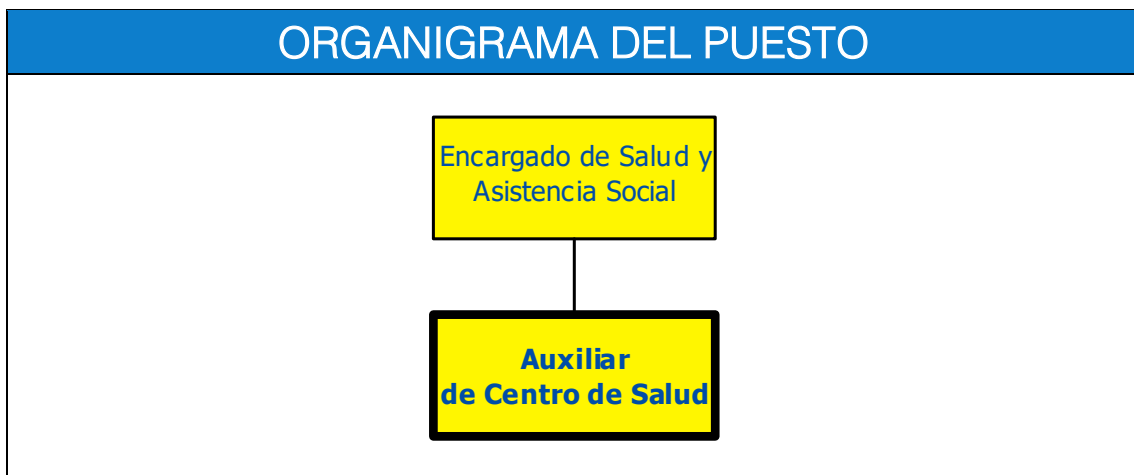 ORGANIGRAMA DEL PUESTO
Encargado de Salud y
Asistencia Social
Auxiliar
de Centro de Salud